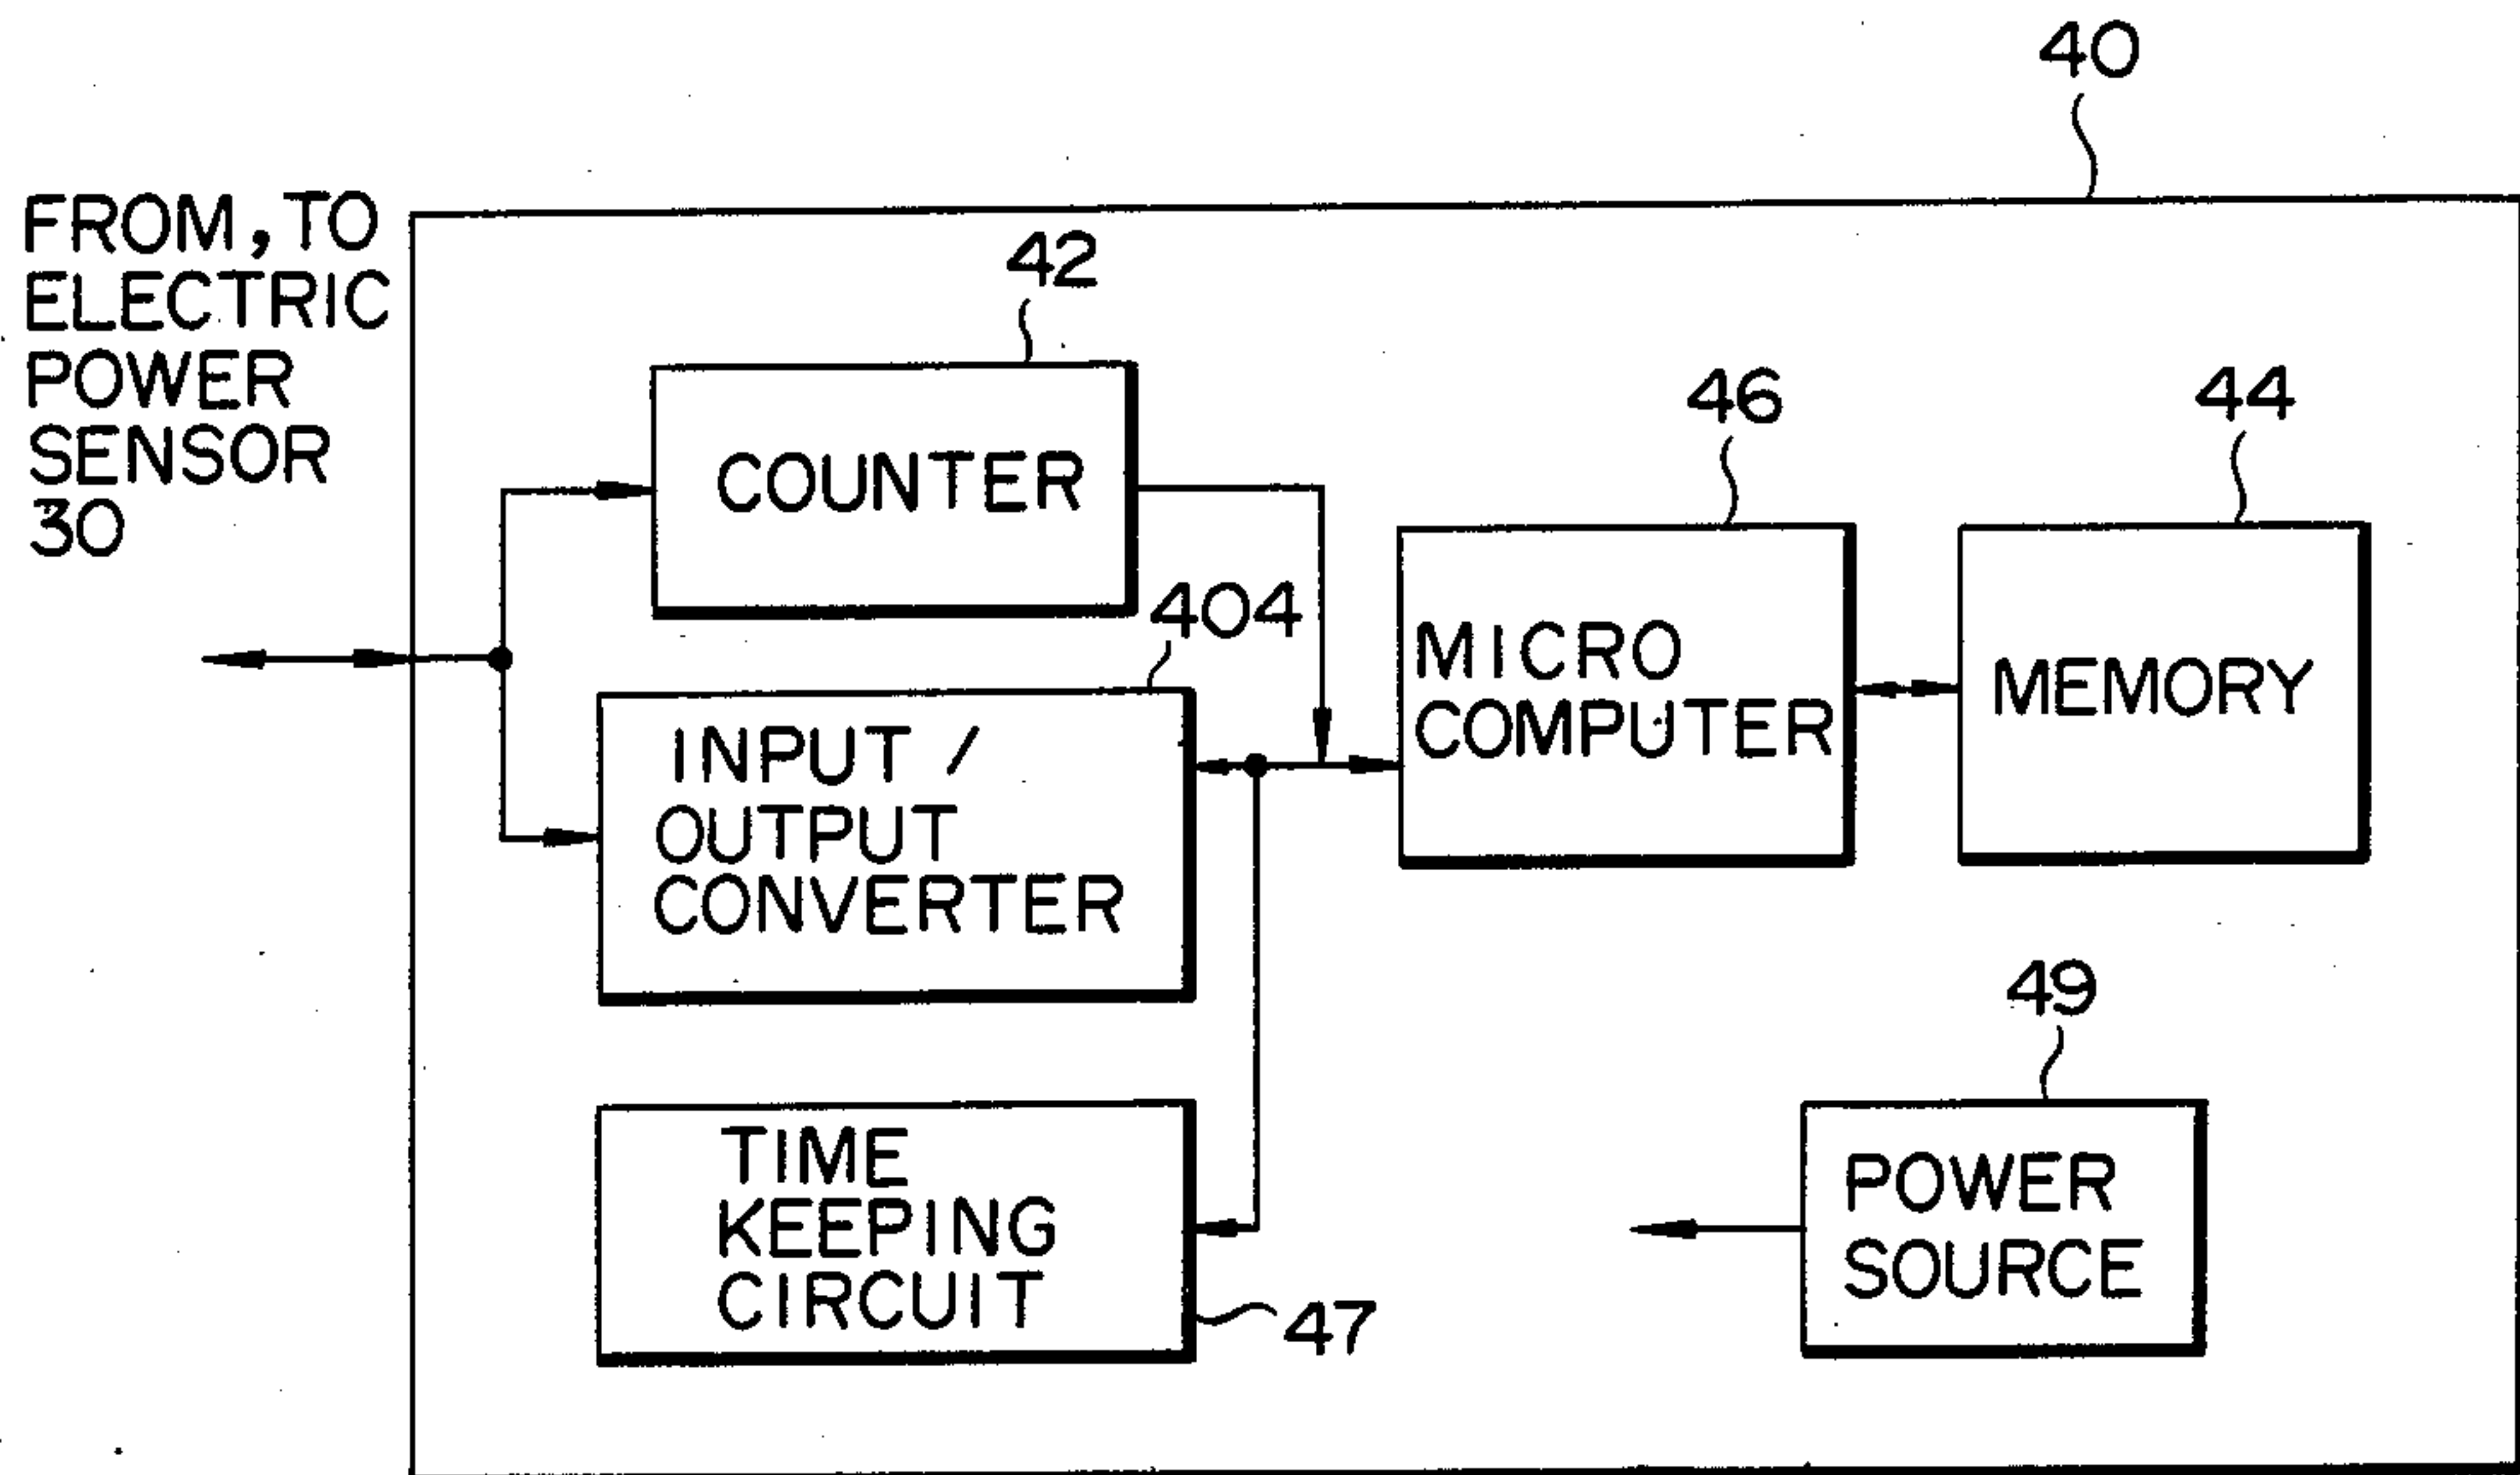 40
FROM, TO
ELECTRIC
POWER
SENSOR
30
42
COUNTER
404
INPUT /
OUTPUT
CONVERTER
46
MICRO
COMPUTER
44
MEMORY
TIME
KEEPING
CIRCUIT
47
49
POWER
SOURCE